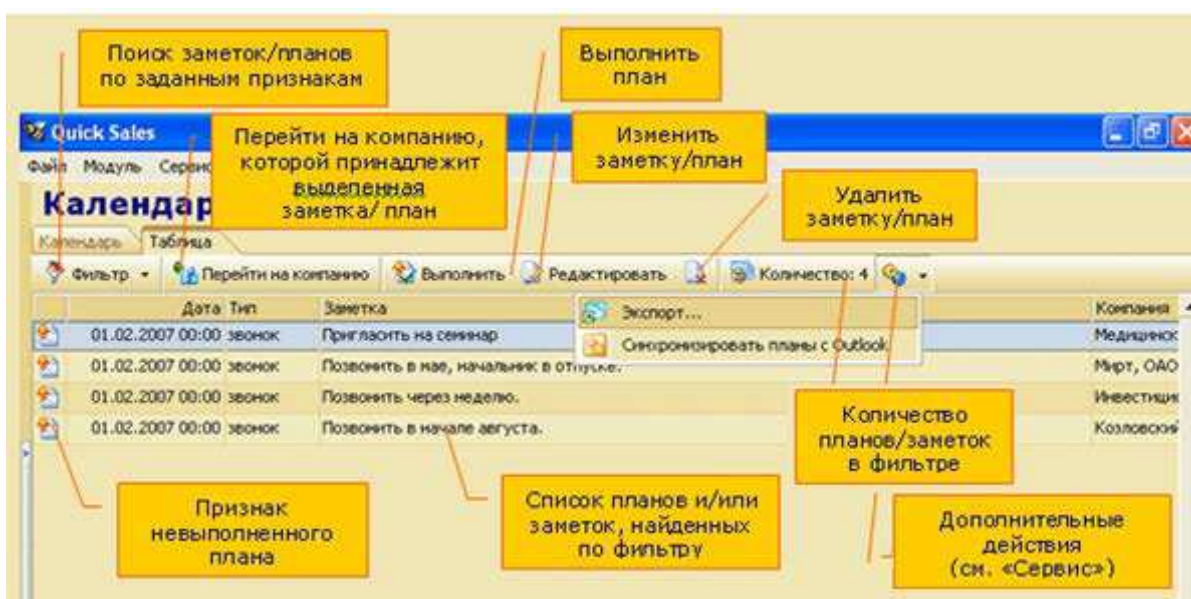 Поиск заметок/планов
по заданным признакам
Выполнить
план
Quick Sales
Перейти на компанию,
которой принадлежит
выделенная
заметка/ план
Изменить
заметку/план
Файл Модуль Сервис
Удалить
заметку/план
Календарь
Календарь Таблица
Фильтр Перейти на компанию Выполнить Редактировать Количество: 4
Дата Тип Заметка Компания
Экспорт...
01.02.2007 00:00 звонок Пригласить на семинар Медицинск
Синхронизировать планы с Outlook
01.02.2007 00:00 звонок Позвонить в мае, начальник в отпуске. Мирт, ОАО
01.02.2007 00:00 звонок Позвонить через неделю. Инвестицио
01.02.2007 00:00 звонок Позвонить в начале августа. Козловский
Количество
планов/заметок
в фильтре
Признак
невыполненного
плана
Список планов и/или
заметок, найденных
по фильтру
Дополнительные
действия
(см. «Сервис»)